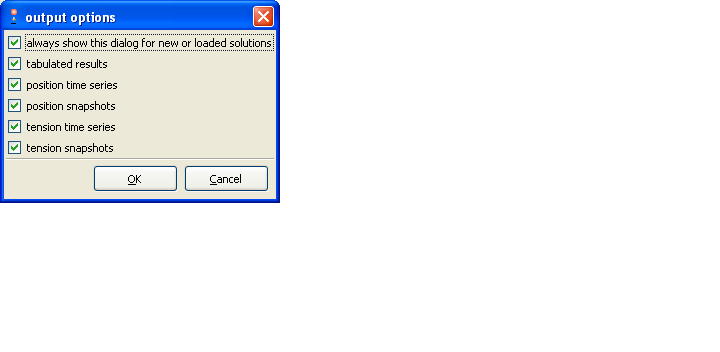 output options
always show this dialog for new or loaded solutions
tabulated results
position time series
position snapshots
tension time series
tension snapshots
OK Cancel